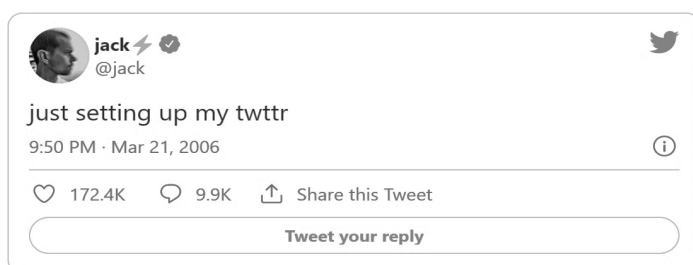 jack⚡
@jack
just setting up my twttr
9:50 PM · Mar 21, 2006
172.4K 9.9K Share this Tweet
Tweet your reply